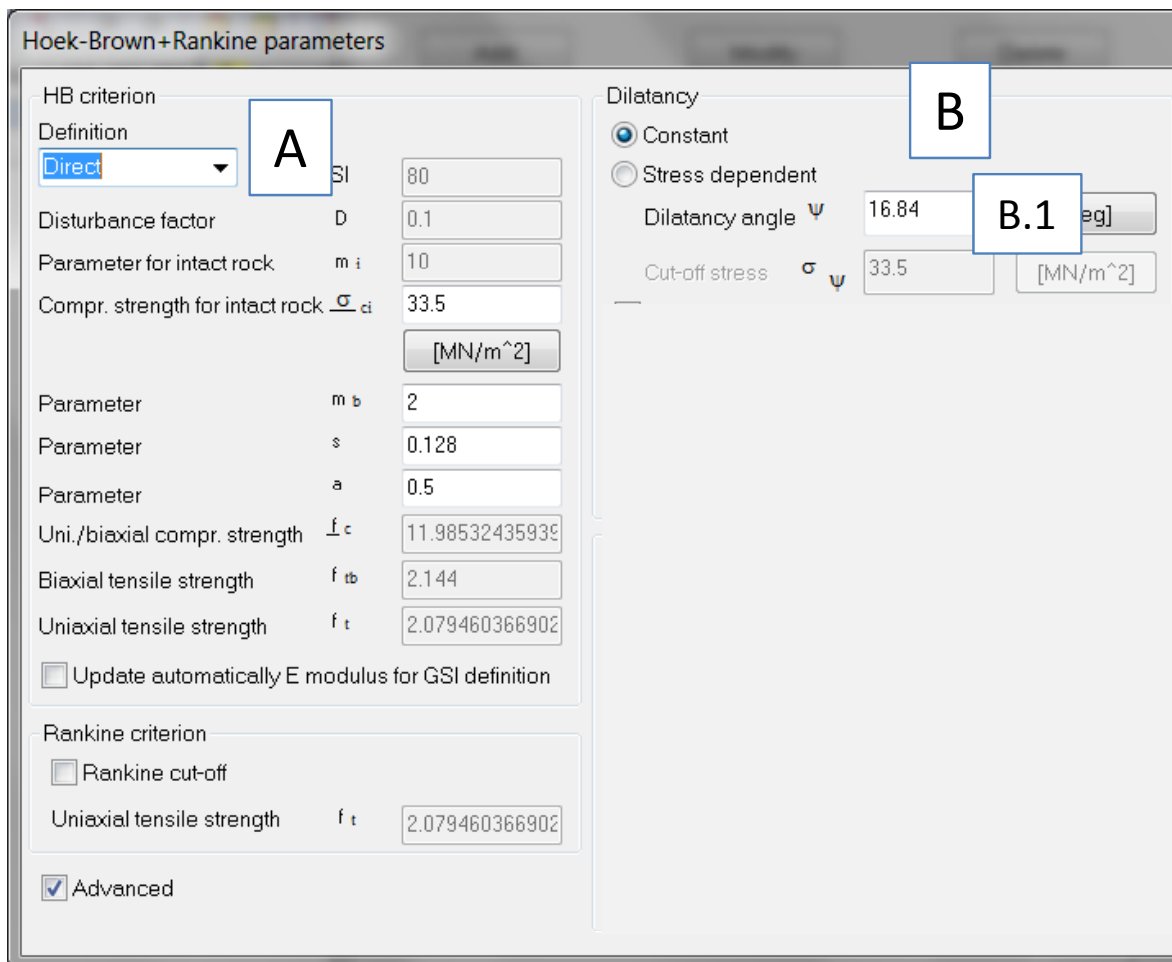 Hoek-Brown+Rankine parameters
HB criterion
Definition
Direct
A
SI 80
Disturbance factor D 0.1
Parameter for intact rock m i 10
Compr. strength for intact rock σ ci 33.5
[MN/m^2]
Parameter m b 2
Parameter s 0.128
Parameter a 0.5
Uni./biaxial compr. strength f c 11.98532435939
Biaxial tensile strength f tb 2.144
Uniaxial tensile strength f t 2.079460366902
Update automatically E modulus for GSI definition
Rankine criterion
Rankine cut-off
Uniaxial tensile strength f t 2.079460366902
Advanced
Dilatancy
B
Constant
Stress dependent
Dilatancy angle ψ 16.84 B.1 eg]
Cut-off stress σ ψ 33.5 [MN/m^2]